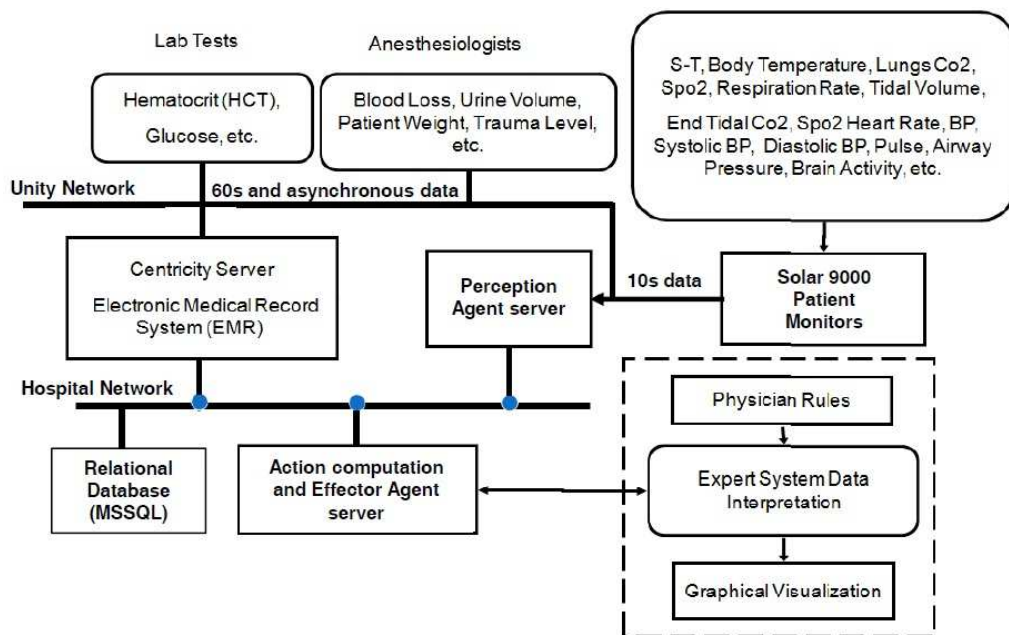 Lab Tests
Anesthesiologists
Hematocrit (HCT),
Glucose, etc.
Blood Loss, Urine Volume,
Patient Weight, Trauma Level,
etc.
S-T, Body Temperature, Lungs Co2,
Spo2, Respiration Rate, Tidal Volume,
End Tidal Co2, Spo2 Heart Rate, BP,
Systolic BP, Diastolic BP, Pulse, Airway
Pressure, Brain Activity, etc.
Unity Network
60s and asynchronous data
Centricity Server
Electronic Medical Record
System (EMR)
Perception
Agent server
10s data
Solar 9000
Patient
Monitors
Hospital Network
Relational
Database
(MSSQL)
Action computation
and Effector Agent
server
Physician Rules
Expert System Data
Interpretation
Graphical Visualization